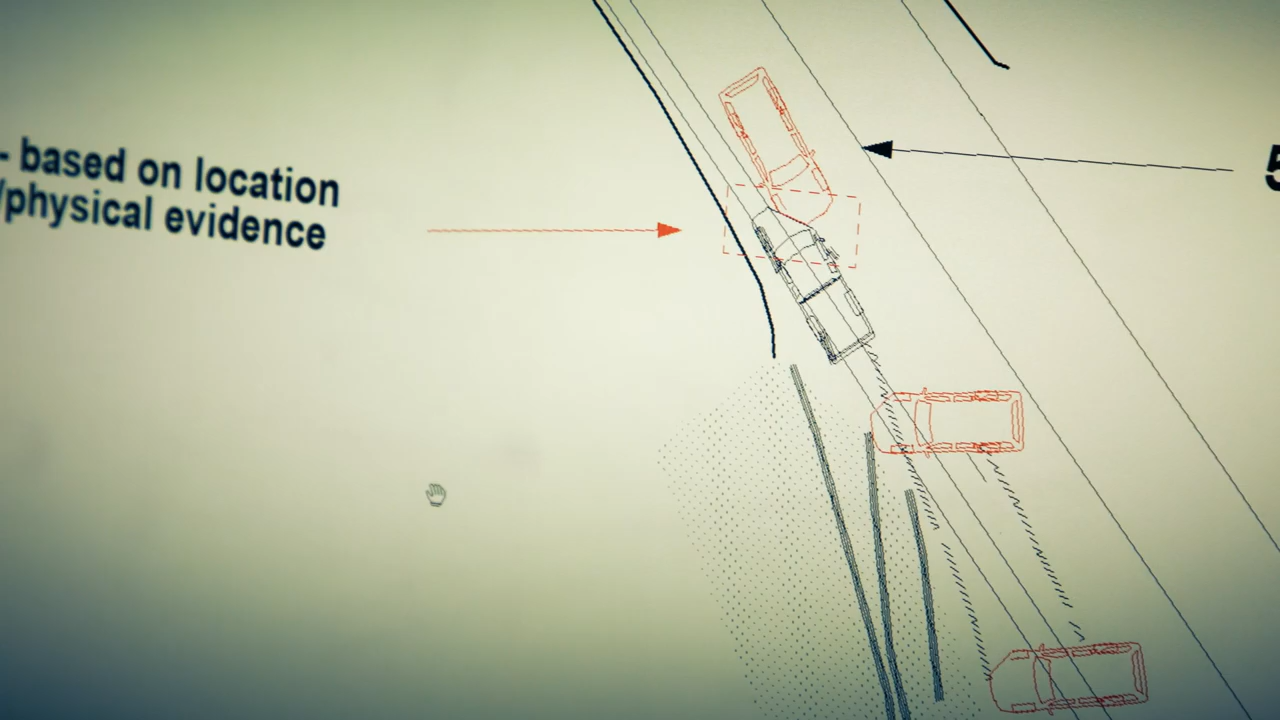 - based on location
/physical evidence
5